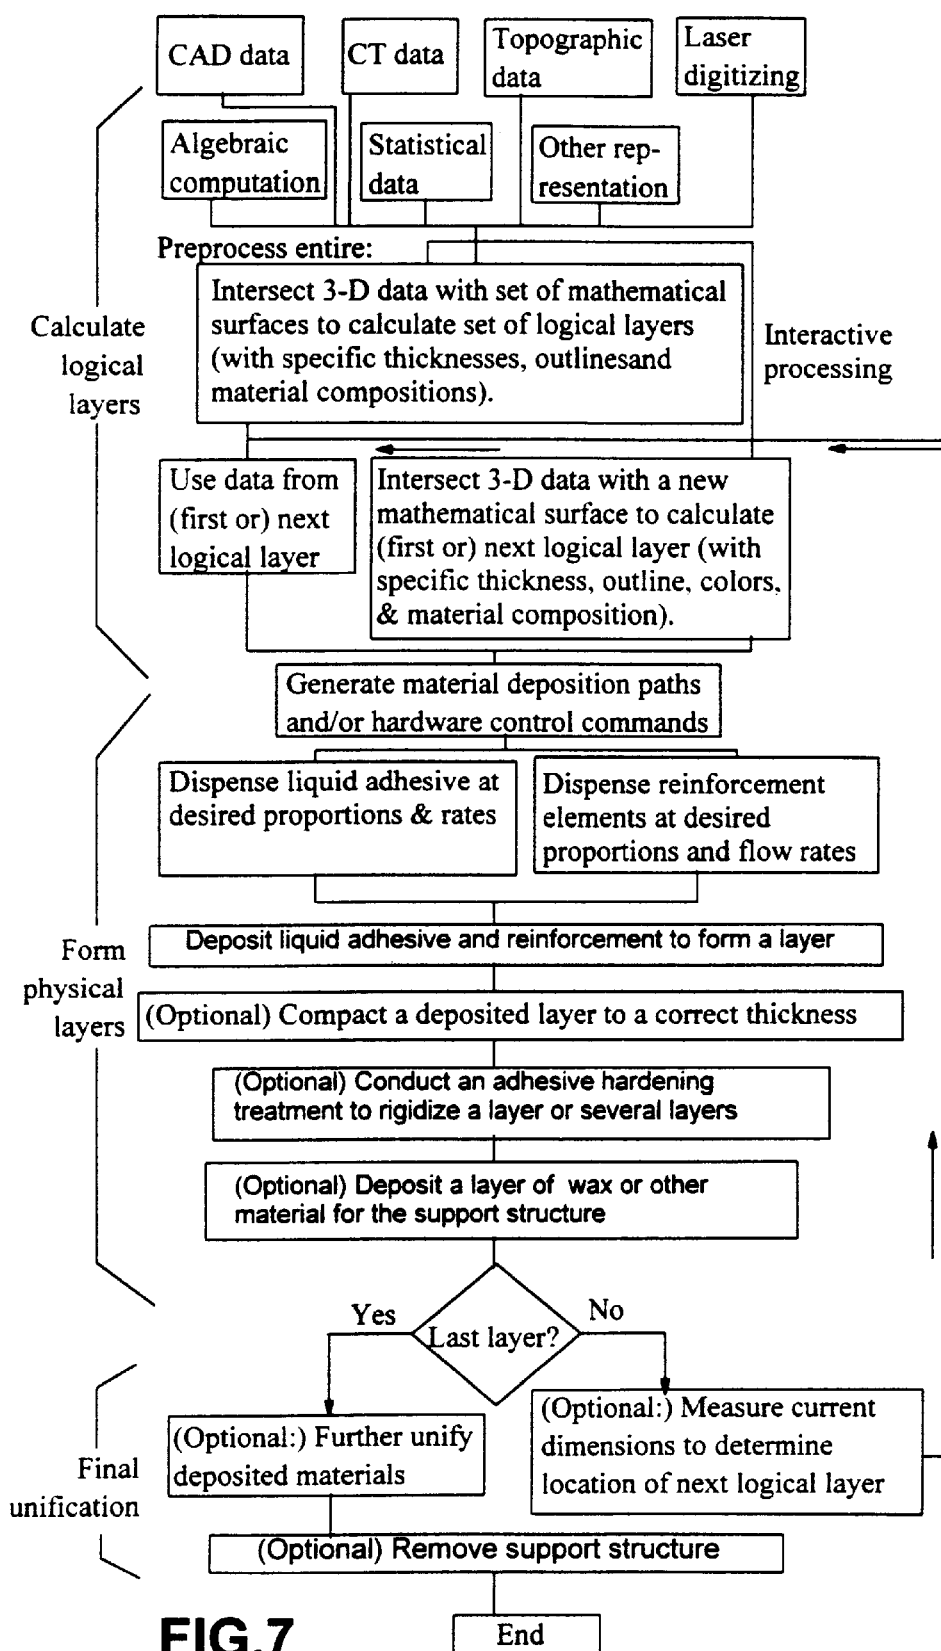 CAD data
CT data
Topographic
data
Laser
digitizing
Algebraic
computation
Statistical
data
Other rep-
resentation
Preprocess entire:
Intersect 3-D data with set of mathematical
surfaces to calculate set of logical layers
(with specific thicknesses, outlinesand
material compositions).
Interactive
processing
Calculate
logical
layers
Use data from
(first or) next
logical layer
Intersect 3-D data with a new
mathematical surface to calculate
(first or) next logical layer (with
specific thickness, outline, colors,
& material composition).
Generate material deposition paths
and/or hardware control commands
Dispense liquid adhesive at
desired proportions & rates
Dispense reinforcement
elements at desired
proportions and flow rates
Deposit liquid adhesive and reinforcement to form a layer
Form
physical
layers
(Optional) Compact a deposited layer to a correct thickness
(Optional) Conduct an adhesive hardening
treatment to rigidize a layer or several layers
(Optional) Deposit a layer of wax or other
material for the support structure
Yes
Last layer?
No
(Optional:) Further unify
deposited materials
(Optional:) Measure current
dimensions to determine
location of next logical layer
Final
unification
(Optional) Remove support structure
End
FIG.7